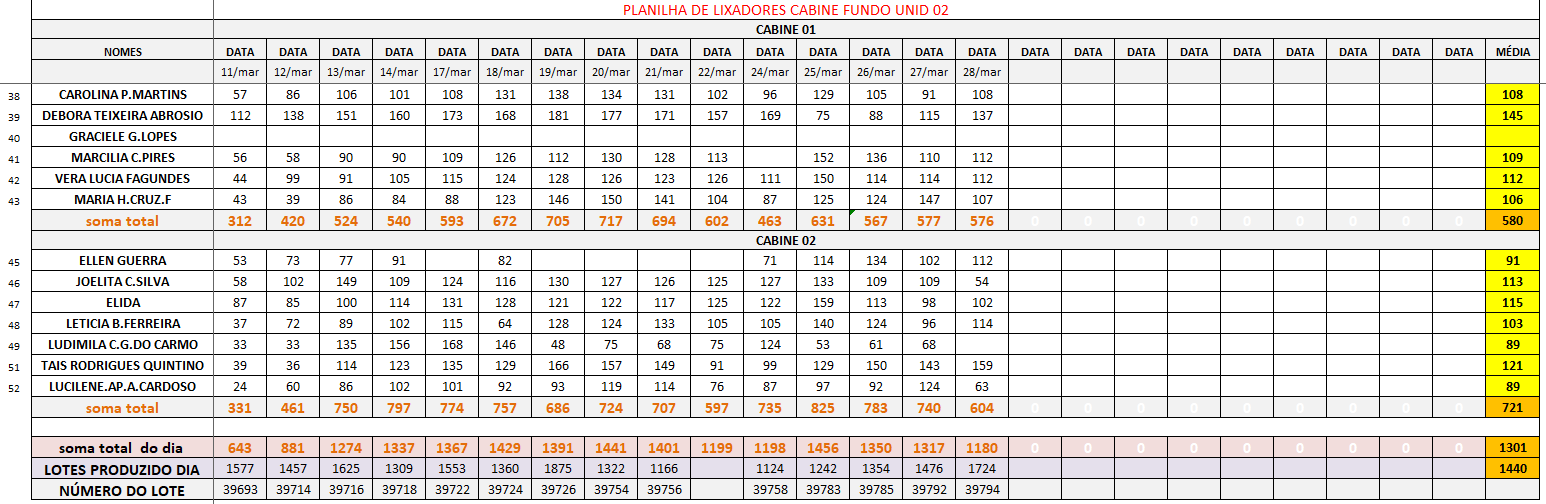 PLANILHA DE LIXADORES CABINE FUNDO UNID 02
CABINE 01
NOMES DATA DATA DATA DATA DATA DATA DATA DATA DATA DATA DATA DATA DATA DATA DATA DATA DATA DATA DATA DATA DATA DATA DATA DATA MÉDIA
11/mar 12/mar 13/mar 14/mar 17/mar 18/mar 19/mar 20/mar 21/mar 22/mar 24/mar 25/mar 26/mar 27/mar 28/mar
38 CAROLINA P.MARTINS 57 86 106 101 108 131 138 134 131 102 96 129 105 91 108 108
39 DEBORA TEIXEIRA ABROSIO 112 138 151 160 173 168 181 177 171 157 169 75 88 115 137 145
40 GRACIELE G.LOPES
41 MARCILIA C.PIRES 56 58 90 90 109 126 112 130 128 113 152 136 110 112 109
42 VERA LUCIA FAGUNDES 44 99 91 105 115 124 128 126 123 126 111 150 114 114 112 112
43 MARIA H.CRUZ.F 43 39 86 84 88 123 146 150 141 104 87 125 124 147 107 106
soma total 312 420 524 540 593 672 705 717 694 602 463 631 567 577 576 0 0 0 0 0 0 0 0 0 580
CABINE 02
45 ELLEN GUERRA 53 73 77 91 82 71 114 134 102 112 91
46 JOELITA C.SILVA 58 102 149 109 124 116 130 127 126 125 127 133 109 109 54 113
47 ELIDA 87 85 100 114 131 128 121 122 117 125 122 159 113 98 102 115
48 LETICIA B.FERREIRA 37 72 89 102 115 64 128 124 133 105 105 140 124 96 114 103
49 LUDIMILA C.G.DO CARMO 33 33 135 156 168 146 48 75 68 75 124 53 61 68 89
51 TAIS RODRIGUES QUINTINO 39 36 114 123 135 129 166 157 149 91 99 129 150 143 159 121
52 LUCILENE.AP.A.CARDOSO 24 60 86 102 101 92 93 119 114 76 87 97 92 124 63 89
soma total 331 461 750 797 774 757 686 724 707 597 735 825 783 740 604 0 0 0 0 0 0 0 0 0 721
soma total do dia 643 881 1274 1337 1367 1429 1391 1441 1401 1199 1198 1456 1350 1317 1180 0 0 0 0 0 0 0 0 0 1301
LOTES PRODUZIDO DIA 1577 1457 1625 1309 1553 1360 1875 1322 1166 1124 1242 1354 1476 1724 1440
NÚMERO DO LOTE 39693 39714 39716 39718 39722 39724 39726 39754 39756 39758 39783 39785 39792 39794